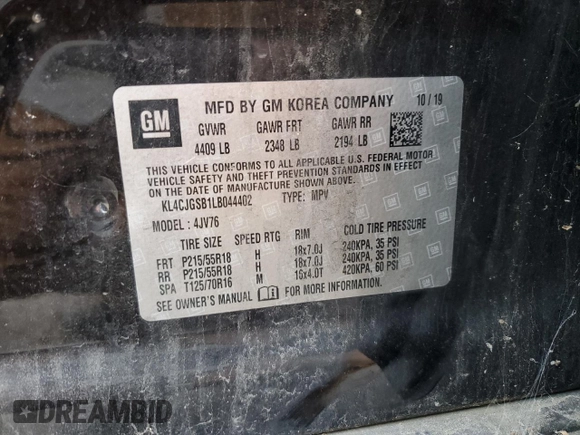 GM MFD BY GM KOREA COMPANY 10/19
GVWR GAWR FRT GAWR RR
4409 LB 2348 LB 2194 LB
THIS VEHICLE CONFORMS TO ALL APPLICABLE U.S. FEDERAL MOTOR
VEHICLE SAFETY AND THEFT PREVENTION STANDARDS IN EFFECT
ON THE DATE OF MANUFACTURE SHOWN ABOVE.
KL4CJGSB1LB044402 TYPE: MPV
MODEL: 4JV76
TIRE SIZE SPEED RTG RIM COLD TIRE PRESSURE
FRT P215/55R18 H 18x7.0J 240KPA, 35 PSI
RR P215/55R18 H 18x7.0J 240KPA, 35 PSI
SPA T125/70R16 M 16x4.0T 420KPA, 60 PSI
SEE OWNER'S MANUAL FOR MORE INFORMATION.
DREAMBID